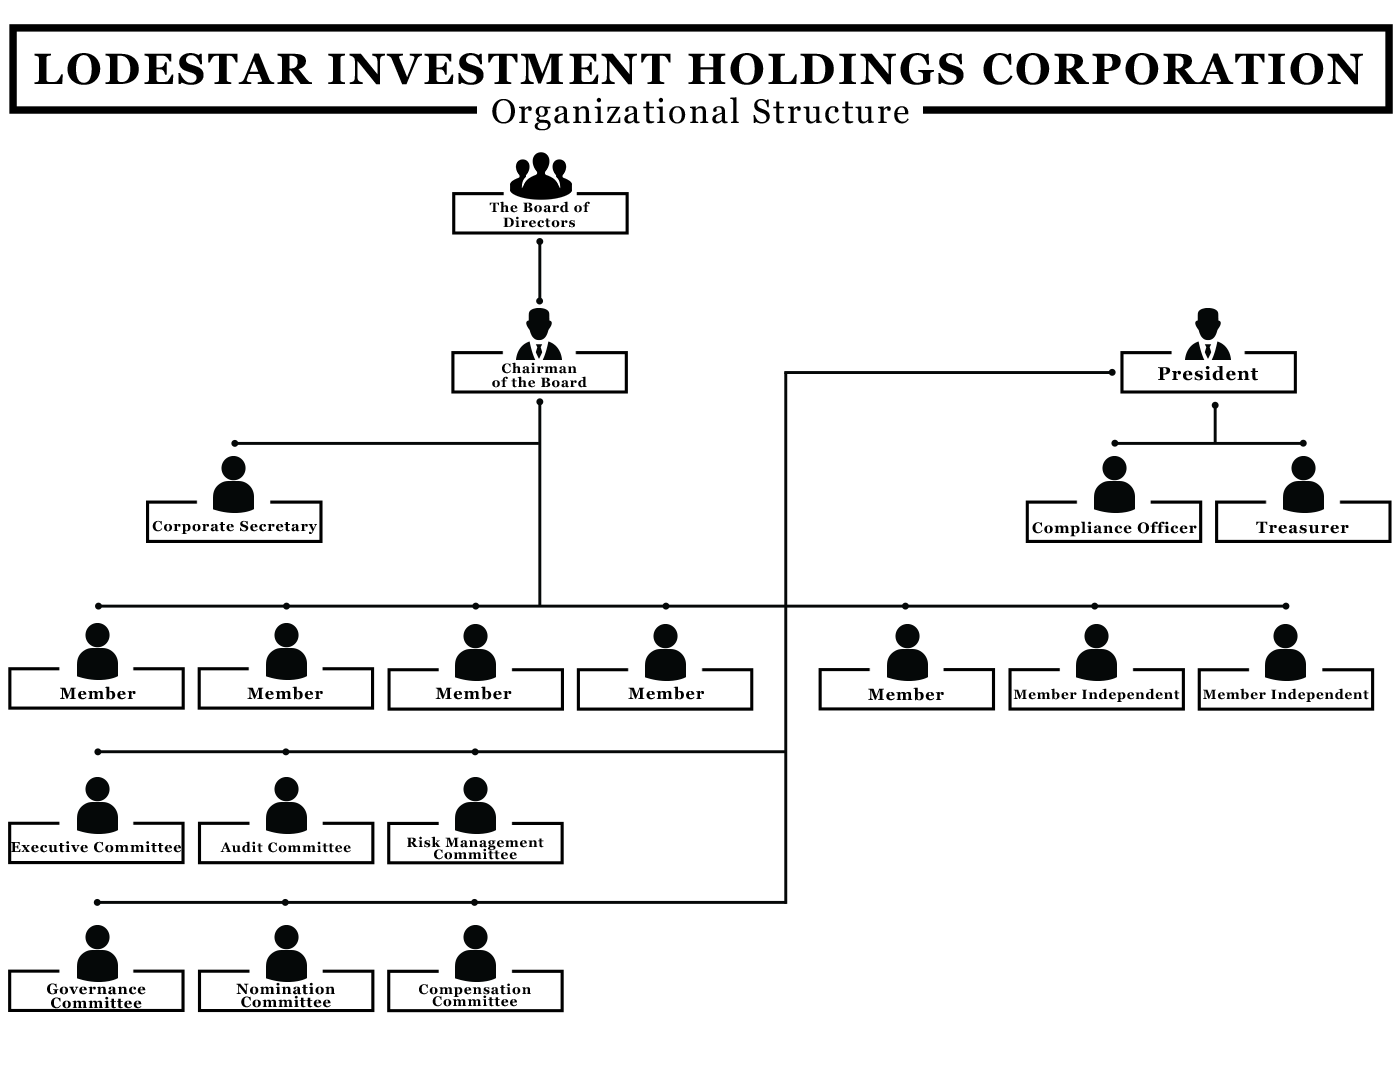 LODESTAR INVESTMENT HOLDINGS CORPORATION
Organizational Structure
The Board of
Directors
Chairman
of the Board
President
Corporate Secretary
Compliance Officer
Treasurer
Member
Member
Member
Member
Member
Member Independent
Member Independent
Executive Committee
Audit Committee
Risk Management
Committee
Governance
Committee
Nomination
Committee
Compensation
Committee